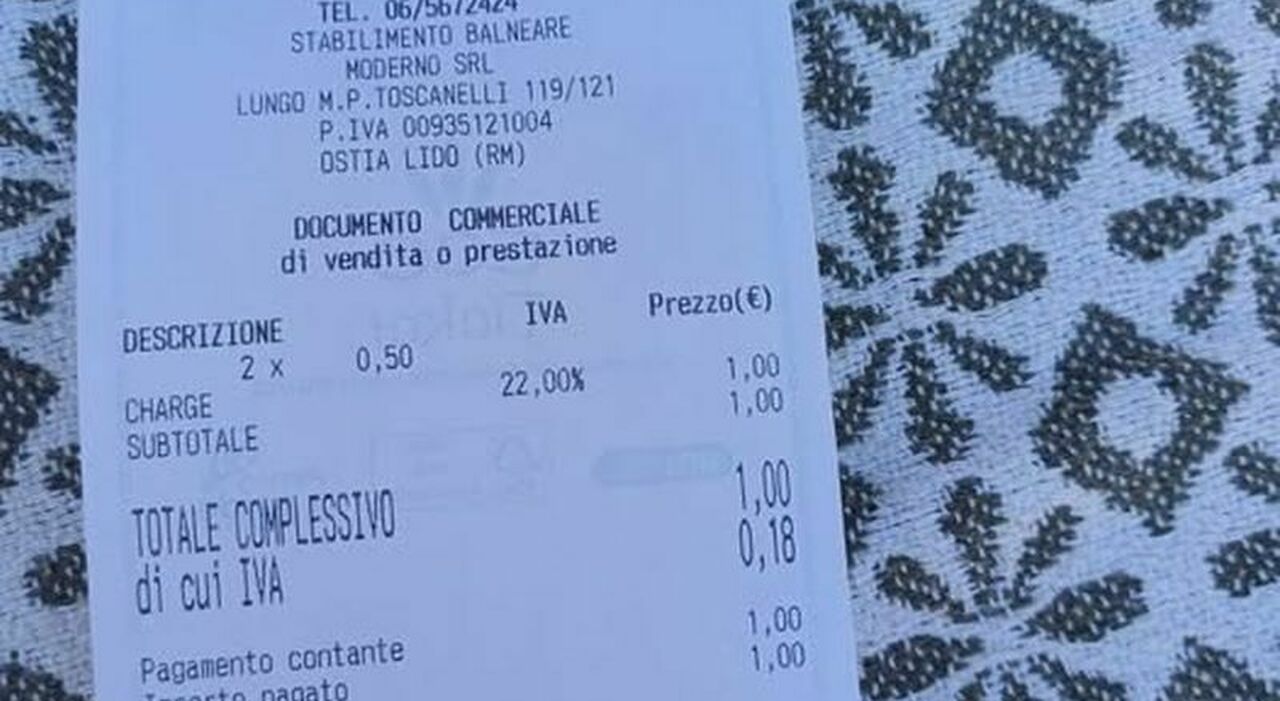 TEL. 06/5672424
STABILIMENTO BALNEARE
MODERNO SRL
LUNGO M.P.TOSCANELLI 119/121
P.IVA 00935121004
OSTIA LIDO (RM)
DOCUMENTO COMMERCIALE
di vendita o prestazione
DESCRIZIONE IVA Prezzo(€)
2 x 0,50
CHARGE 22,00% 1,00
SUBTOTALE 1,00
TOTALE COMPLESSIVO 1,00
di cui IVA 0,18
Pagamento contante 1,00
Importo pagato 1,00